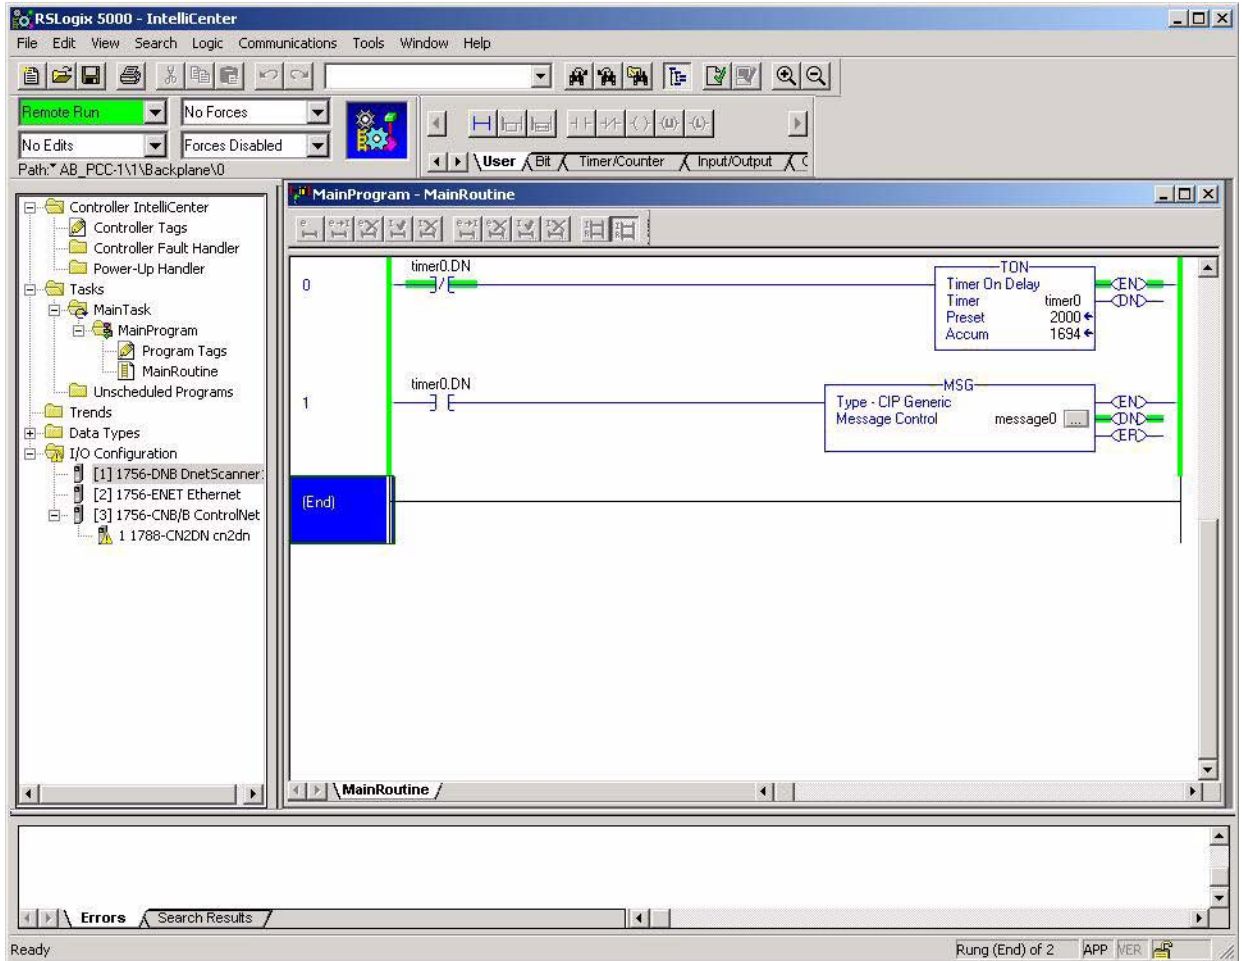 RSLogix 5000 - IntelliCenter
File Edit View Search Logic Communications Tools Window Help
Remote Run No Forces
No Edits Forces Disabled
Path:* AB_PCC-1\1\Backplane\0
User Bit Timer/Counter Input/Output
Controller IntelliCenter
Controller Tags
Controller Fault Handler
Power-Up Handler
Tasks
MainTask
MainProgram
Program Tags
MainRoutine
Unscheduled Programs
Trends
Data Types
I/O Configuration
[1] 1756-DNB DnetScanner
[2] 1756-ENET Ethernet
[3] 1756-CNB/B ControlNet
1 1788-CN2DN cn2dn
MainProgram - MainRoutine
0
timer0.DN
TON
Timer On Delay
Timer timer0
Preset 2000
Accum 1694
EN
DN
1
timer0.DN
MSG
Type - CIP Generic
Message Control message0 ...
EN
DN
ER
(End)
MainRoutine
Errors Search Results
Ready
Rung (End) of 2 APP VER